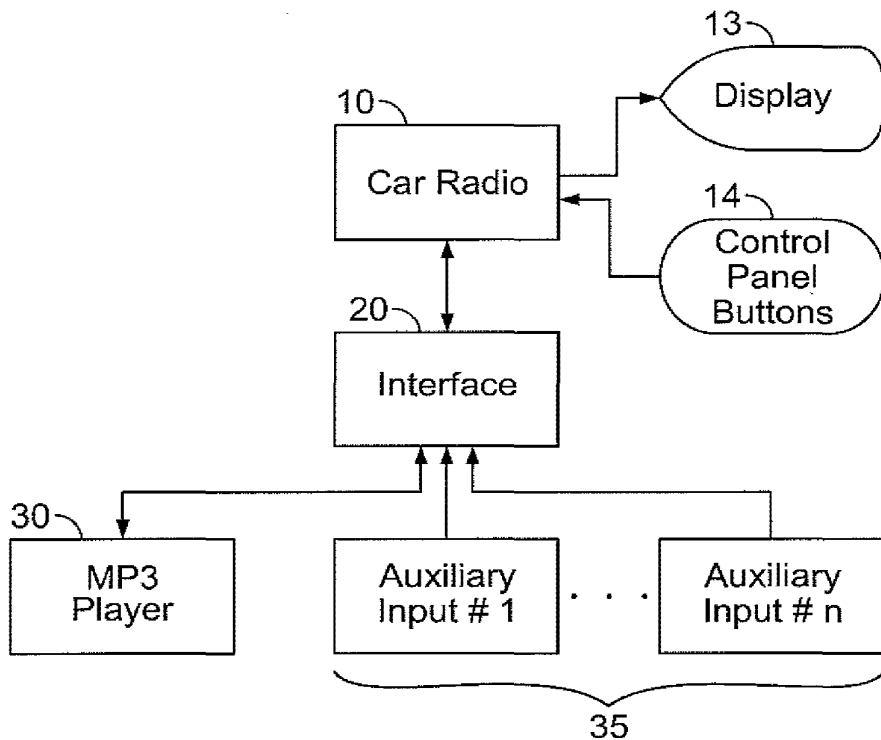 13
Display
10
Car Radio
14
Control
Panel
Buttons
20
Interface
30
MP3
Player
Auxiliary
Input # 1
. . .
Auxiliary
Input # n
35